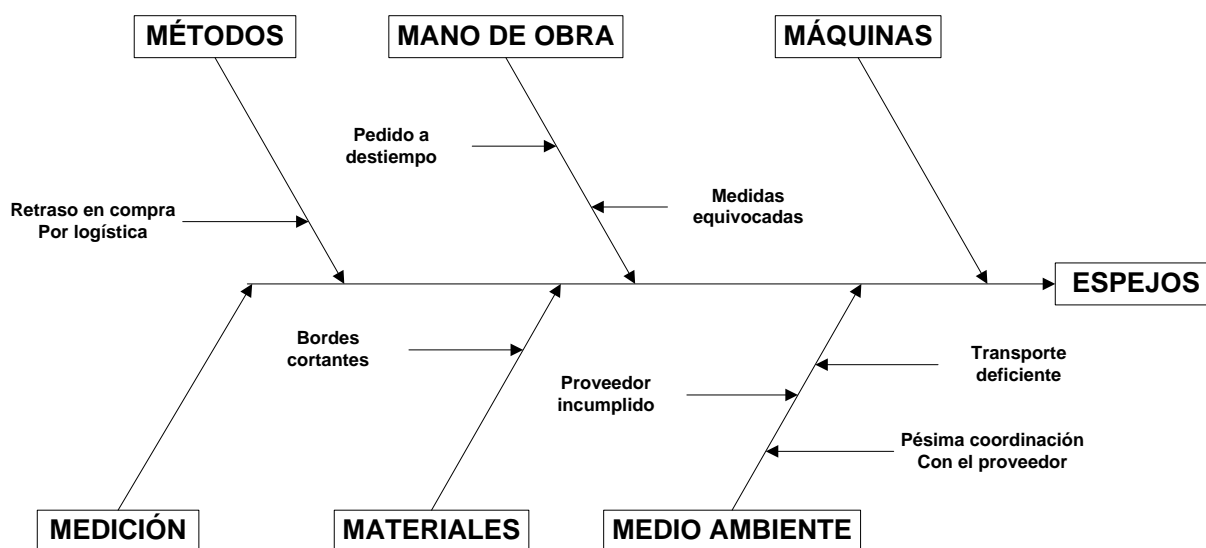 MÉTODOS
MANO DE OBRA
MÁQUINAS
Pedido a
destiempo
Medidas
equivocadas
Retraso en compra
Por logística
ESPEJOS
Bordes
cortantes
Transporte
deficiente
Proveedor
incumplido
Pésima coordinación
Con el proveedor
MEDICIÓN
MATERIALES
MEDIO AMBIENTE